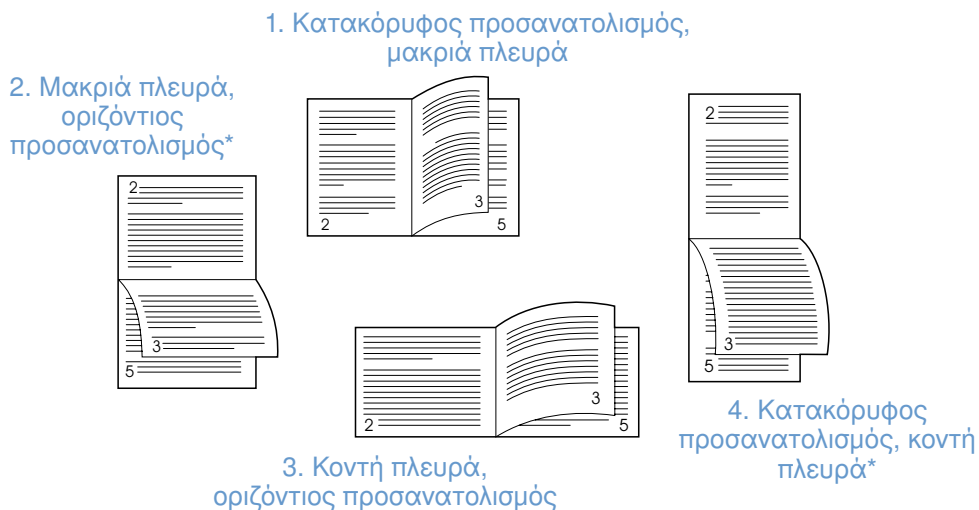 1. Κατακόρυφος προσανατολισμός,
μακριά πλευρά
2. Μακριά πλευρά,
οριζόντιος
προσανατολισμός*
2
3
5
2
3
5
2
3
5
2
3
5
3. Κοντή πλευρά,
οριζόντιος προσανατολισμός
4. Κατακόρυφος
προσανατολισμός, κοντή
πλευρά*